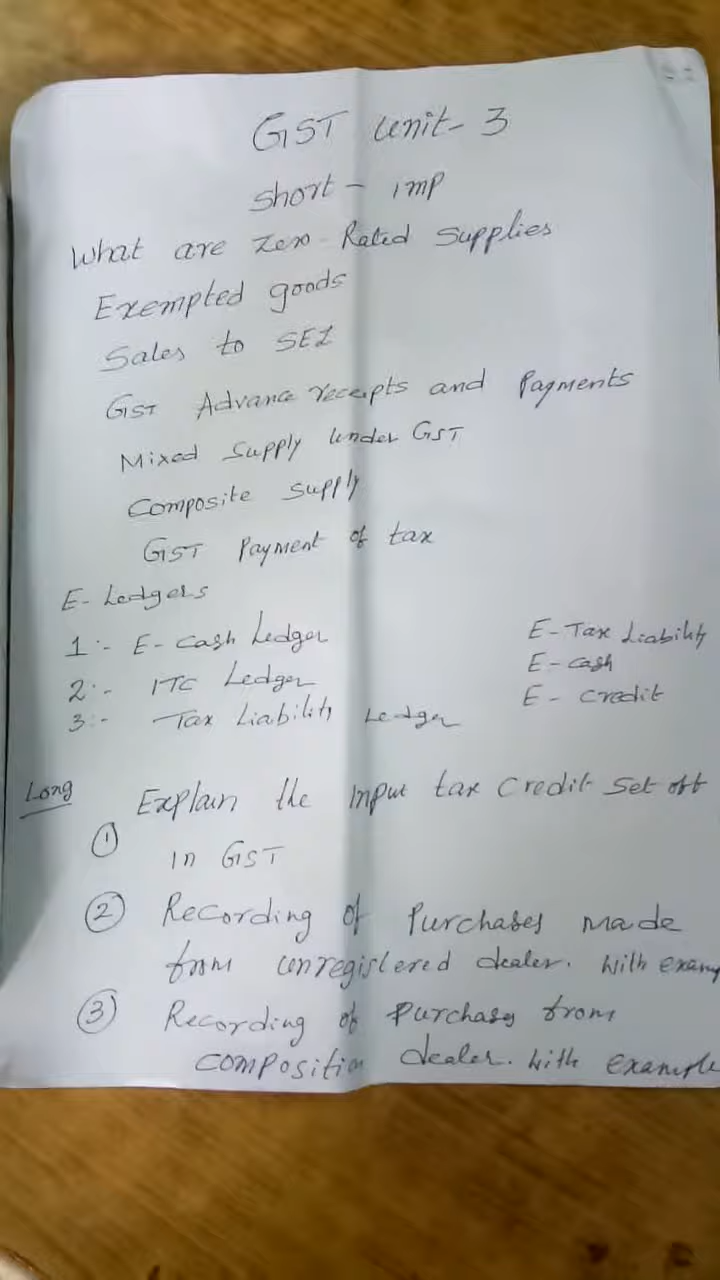 GST Unit-3
Short - imp
What are Zero-Rated Supplies
Exempted goods
Sales to SEZ
GST Advance receipts and Payments
Mixed Supply Under GST
Composite Supply
GST Payment of tax
E-Ledgers
1:- E-cash Ledger
2:- ITC Ledger
3:- Tax Liability Ledger
E-Tax Liability
E-cash
E-credit
Long
① Explain the Input tax credit Set off
in GST
② Recording of Purchases made
from unregistered dealer. With examp
③ Recording of Purchases from
composition dealer. With example